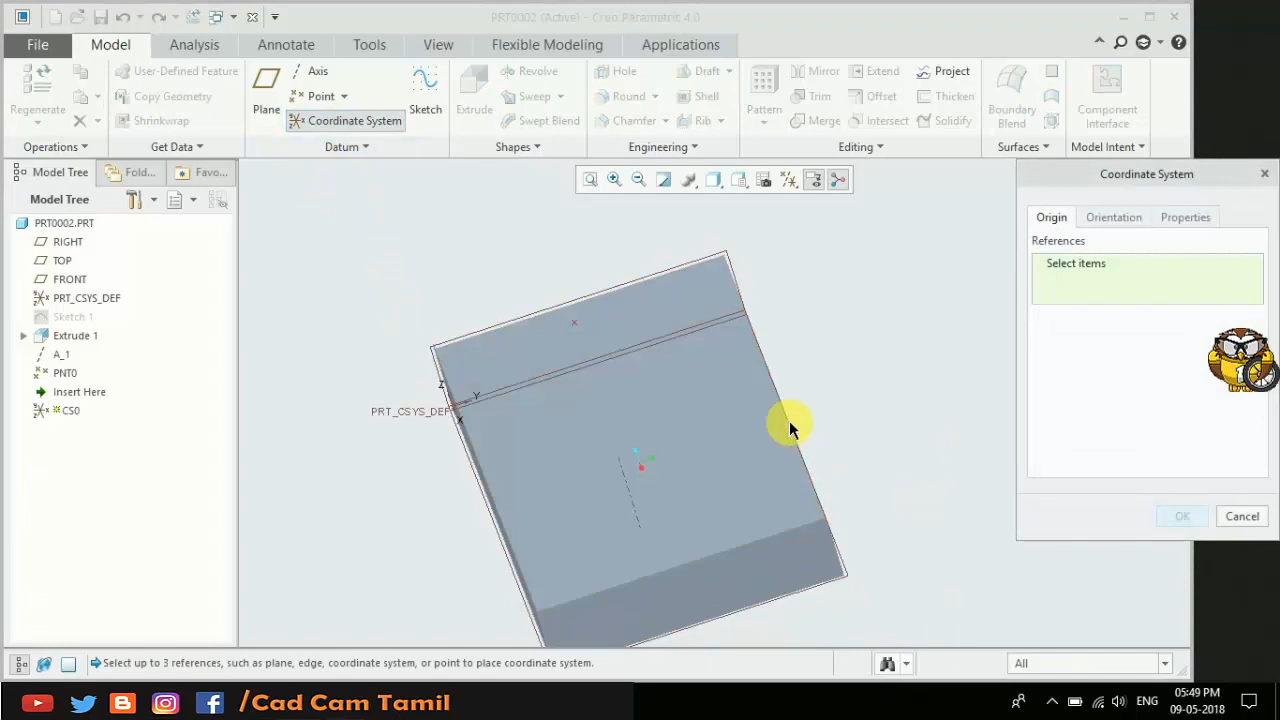 PRT0002 (Active) - Creo Parametric 4.0
File Model Analysis Annotate Tools View Flexible Modeling Applications
Regenerate
User-Defined Feature
Copy Geometry
Shrinkwrap
Plane
Axis
Point
Coordinate System
Sketch
Extrude
Revolve
Sweep
Swept Blend
Hole
Round
Chamfer
Draft
Shell
Rib
Pattern
Mirror
Trim
Merge
Extend
Offset
Intersect
Project
Thicken
Solidify
Boundary
Blend
Component
Interface
Operations Get Data Datum Shapes Engineering Editing Surfaces Model Intent
Model Tree Fold... Favo...
Model Tree
PRT0002.PRT
RIGHT
TOP
FRONT
PRT_CSYS_DEF
Sketch 1
Extrude 1
A_1
PNT0
Insert Here
CS0
Z
Y
PRT_CSYS_DEF
X
Coordinate System
Origin Orientation Properties
References
Select items
OK Cancel
Select up to 3 references, such as plane, edge, coordinate system, or point to place coordinate system.
All
/Cad Cam Tamil
ENG
05:49 PM
09-05-2018